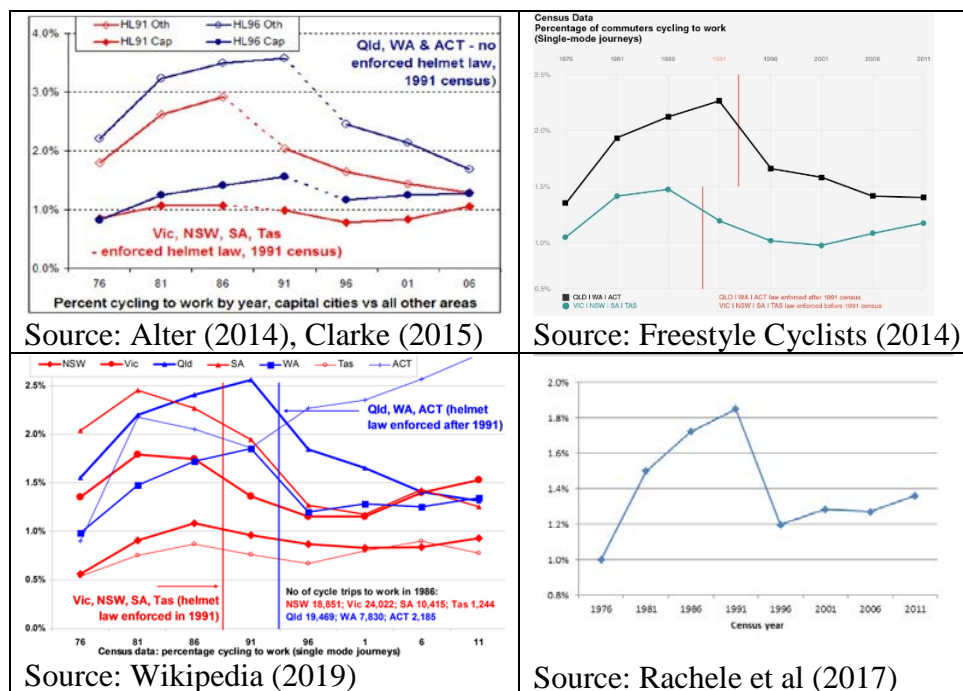 HL91 Oth HL96 Oth
HL91 Cap HL96 Cap
4.0%
3.0%
2.0%
1.0%
0.0%
Qld, WA & ACT - no
enforced helmet law,
1991 census)
Vic, NSW, SA, Tas
- enforced helmet law, 1991 census)
76 81 86 91 96 01 06
Percent cycling to work by year, capital cities vs all other areas
Source: Alter (2014), Clarke (2015)
Census Data
Percentage of commuters cycling to work
(Single-mode journeys)
1976 1981 1986 1991 1996 2001 2006 2011
2.5%
2.0%
1.5%
1.0%
0.5%
QLD I WA I ACT
VIC I NSW I SA I TAS
QLD I WA I ACT law enforced after 1991 census
VIC I NSW I SA I TAS law enforced before 1991 census
Source: Freestyle Cyclists (2014)
NSW Vic Qld SA WA Tas ACT
2.5%
2.0%
1.5%
1.0%
0.5%
0.0%
Qld, WA, ACT (helmet
law enforced after 1991)
Vic, NSW, SA, Tas (helmet
law enforced in 1991)
No of cycle trips to work in 1986:
NSW 18,851; Vic 24,022; SA 10,415; Tas 1,244
Qld 19,469; WA 7,830; ACT 2,185
76 81 86 91 96 1 6 11
Census data: percentage cycling to work (single mode journeys)
Source: Wikipedia (2019)
2.0%
1.8%
1.6%
1.4%
1.2%
1.0%
0.8%
1976 1981 1986 1991 1996 2001 2006 2011
Census year
Source: Rachele et al (2017)